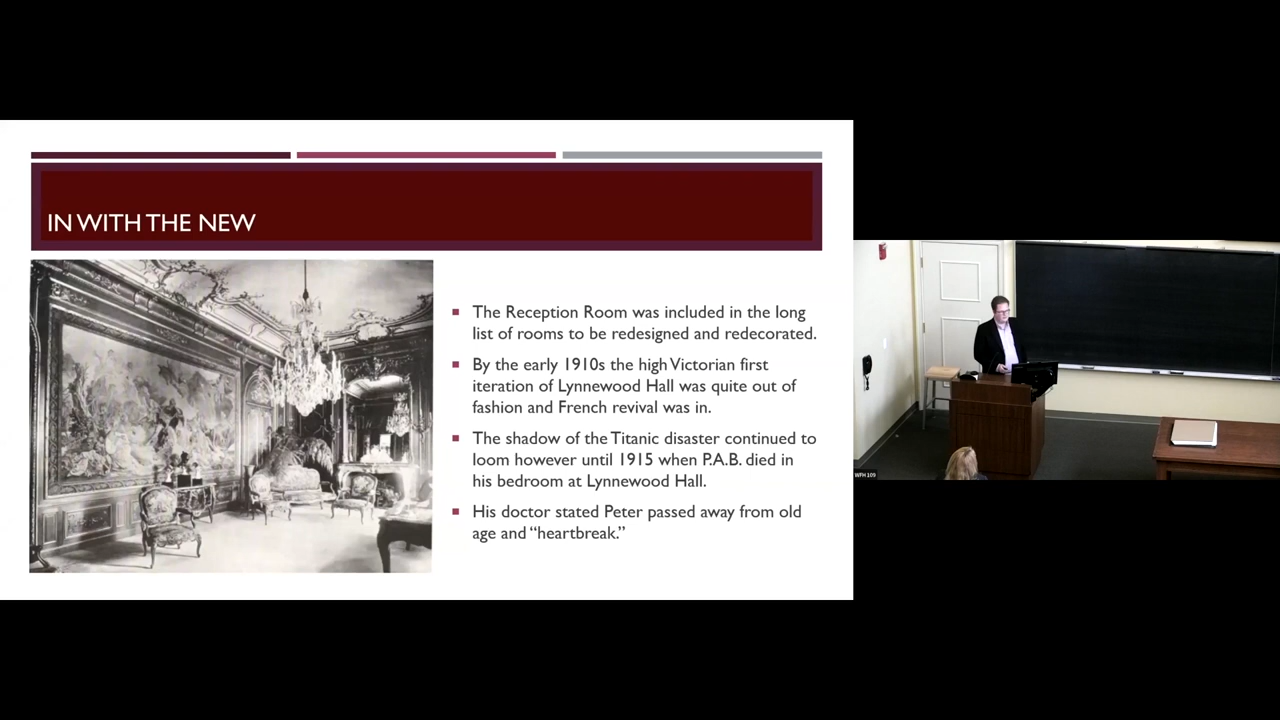 IN WITH THE NEW
The Reception Room was included in the long
list of rooms to be redesigned and redecorated.
By the early 1910s the high Victorian first
iteration of Lynnewood Hall was quite out of
fashion and French revival was in.
The shadow of the Titanic disaster continued to
loom however until 1915 when P.A.B. died in
his bedroom at Lynnewood Hall.
His doctor stated Peter passed away from old
age and “heartbreak.”
WFH 109